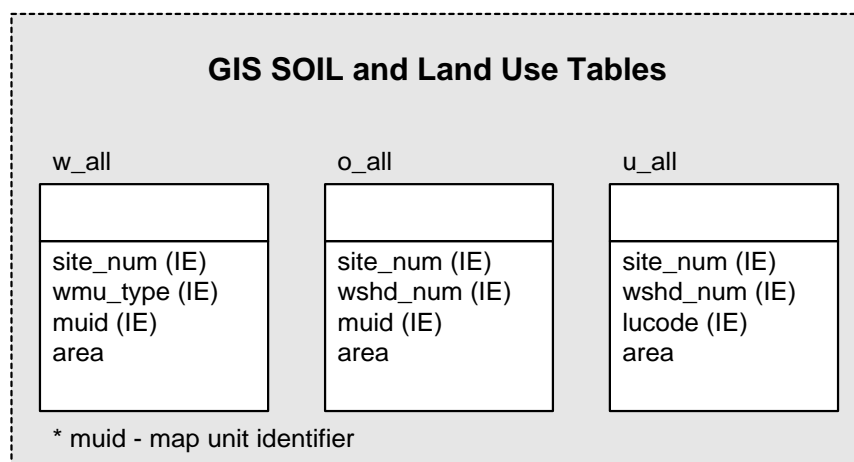 GIS SOIL and Land Use Tables
w_all
site_num (IE)
wmu_type (IE)
muid (IE)
area
o_all
site_num (IE)
wshd_num (IE)
muid (IE)
area
u_all
site_num (IE)
wshd_num (IE)
lucode (IE)
area
* muid - map unit identifier